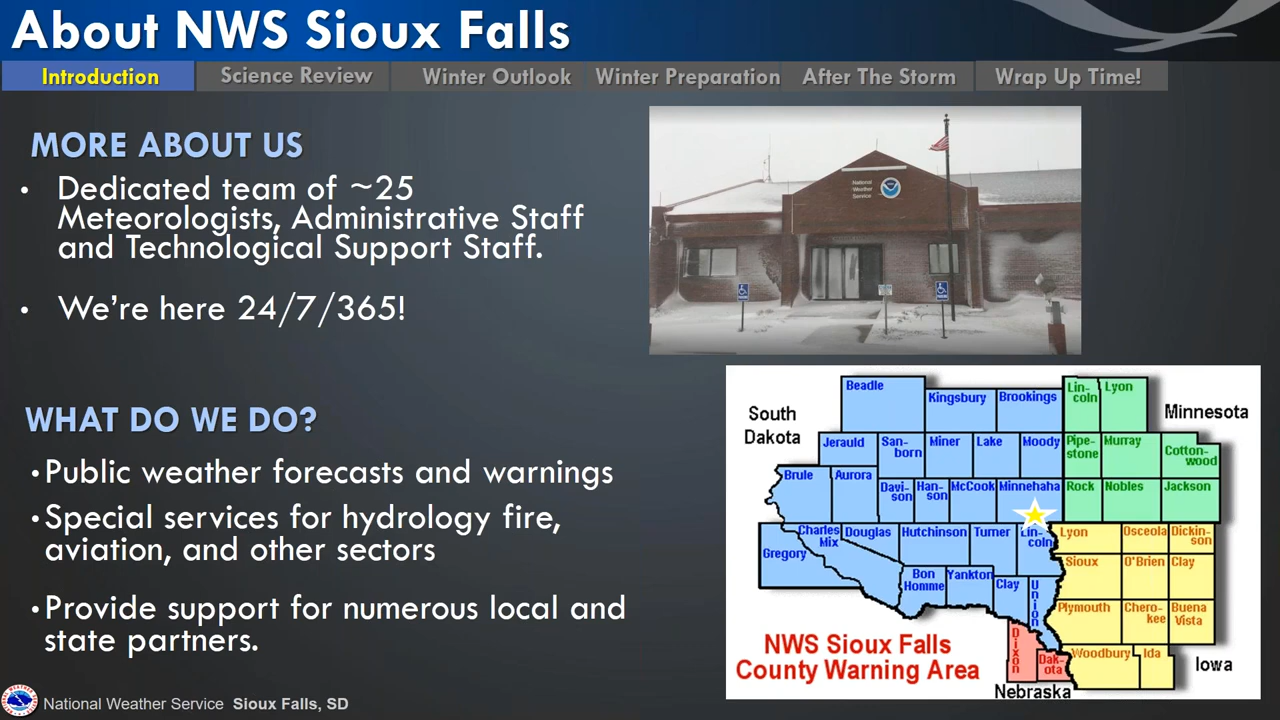 About NWS Sioux Falls
Introduction
Science Review
Winter Outlook
Winter Preparation
After The Storm
Wrap Up Time!
MORE ABOUT US
• Dedicated team of ~25
Meteorologists, Administrative Staff
and Technological Support Staff.
• We're here 24/7/365!
National
Weather
Service
WHAT DO WE DO?
• Public weather forecasts and warnings
• Special services for hydrology fire,
aviation, and other sectors
• Provide support for numerous local and
state partners.
South
Dakota
Minnesota
Beadle
Kingsbury
Brookings
Lin-
coln
Lyon
Jerauld
San-
born
Miner
Lake
Moody
Pipe-
stone
Murray
Cotton-
wood
Brule
Aurora
Davi-
son
Han-
son
McCook
Minnehaha
Rock
Nobles
Jackson
Gregory
Charles
Mix
Douglas
Hutchinson
Turner
Lin-
coln
Lyon
Osceola
Dickin-
son
Bon
Homme
Yankton
Clay
Union
Sioux
O'Brien
Clay
Plymouth
Chero-
kee
Buena
Vista
Dixon
Dak-
ota
Woodbury
Ida
NWS Sioux Falls
County Warning Area
Iowa
Nebraska
National Weather Service Sioux Falls, SD